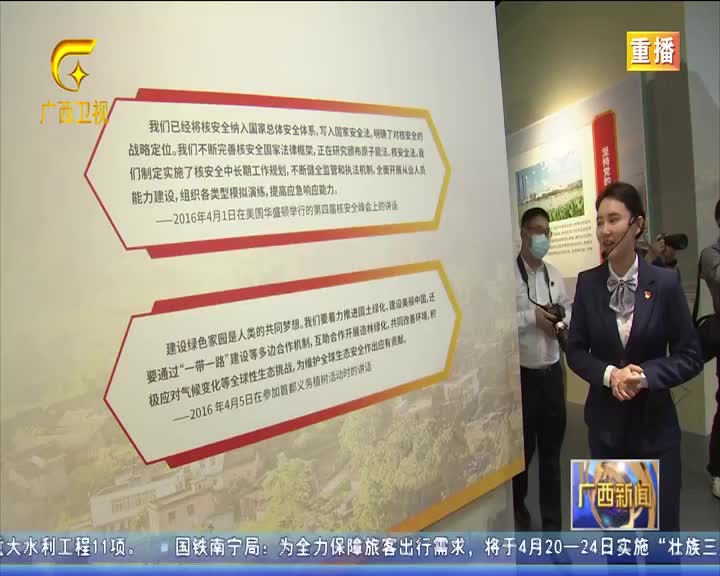 广西卫视
重播
我们已经将核安全纳入国家总体安全体系，写入国家安全法，明确了对核安全的
战略定位。我们不断完善核安全国家法律框架，正在研究颁布原子能法、核安全法。我
们制定实施了核安全中长期工作规划，不断健全监管和执法机制，全面开展从业人员
能力建设，组织各类型模拟演练，提高应急响应能力。
——2016年4月1日在美国华盛顿举行的第四届核安全峰会上的讲话
坚持党的
建设绿色家园是人类的共同梦想。我们要着力推进国土绿化、建设美丽中国，还
要通过“一带一路”建设等多边合作机制，互助合作开展造林绿化，共同改善环境，积
极应对气候变化等全球性生态挑战，为维护全球生态安全作出应有贡献。
——2016年4月5日在参加首都义务植树活动时的讲话
广西新闻
大水利工程11项。 国铁南宁局：为全力保障旅客出行需求，将于4月20—24日实施“壮族三